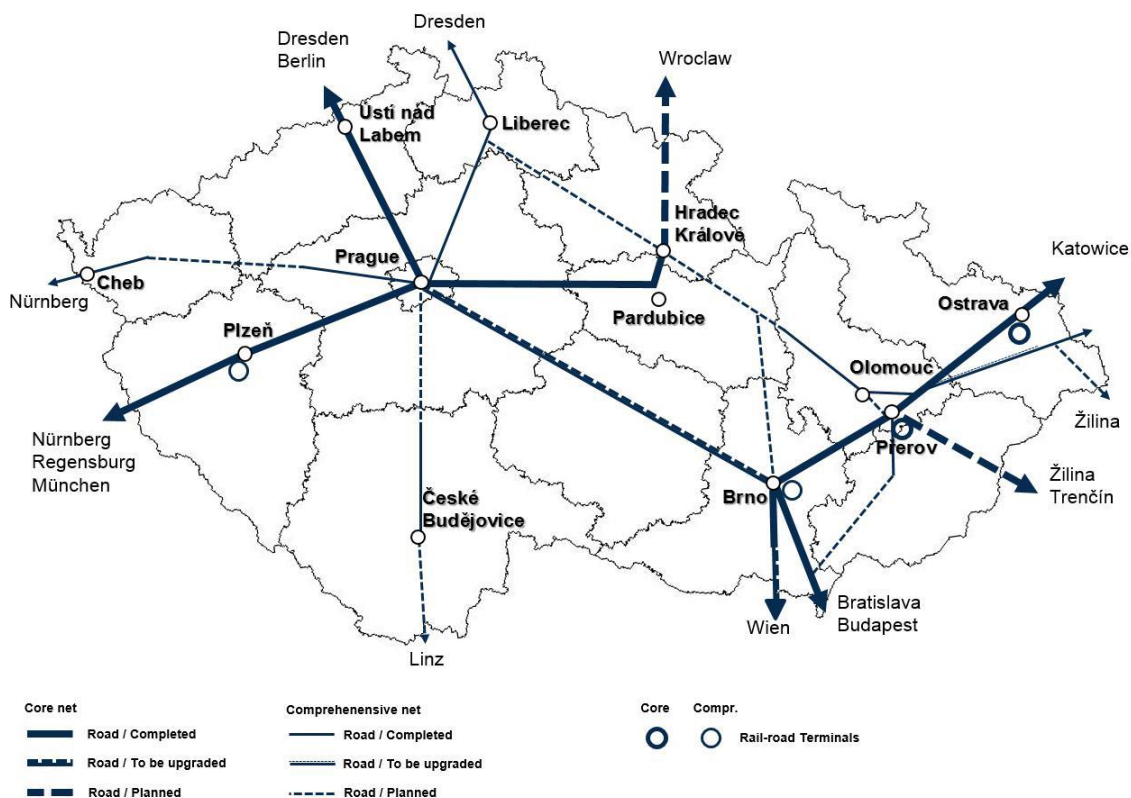 Dresden
Dresden
Berlin
Wroclaw
Ústí nád
Labem
Liberec
Hradec
Králové
Prague
Katowice
Cheb
Nürnberg
Ostrava
Pardubice
Plzeň
Olomouc
Žilina
Přerov
Nürnberg
Regensburg
München
Žilina
Trenčín
České
Budějovice
Brno
Bratislava
Budapest
Wien
Linz
Core net
Road / Completed
Road / To be upgraded
Road / Planned
Comprehenensive net
Road / Completed
Road / To be upgraded
Road / Planned
Core Compr.
Rail-road Terminals